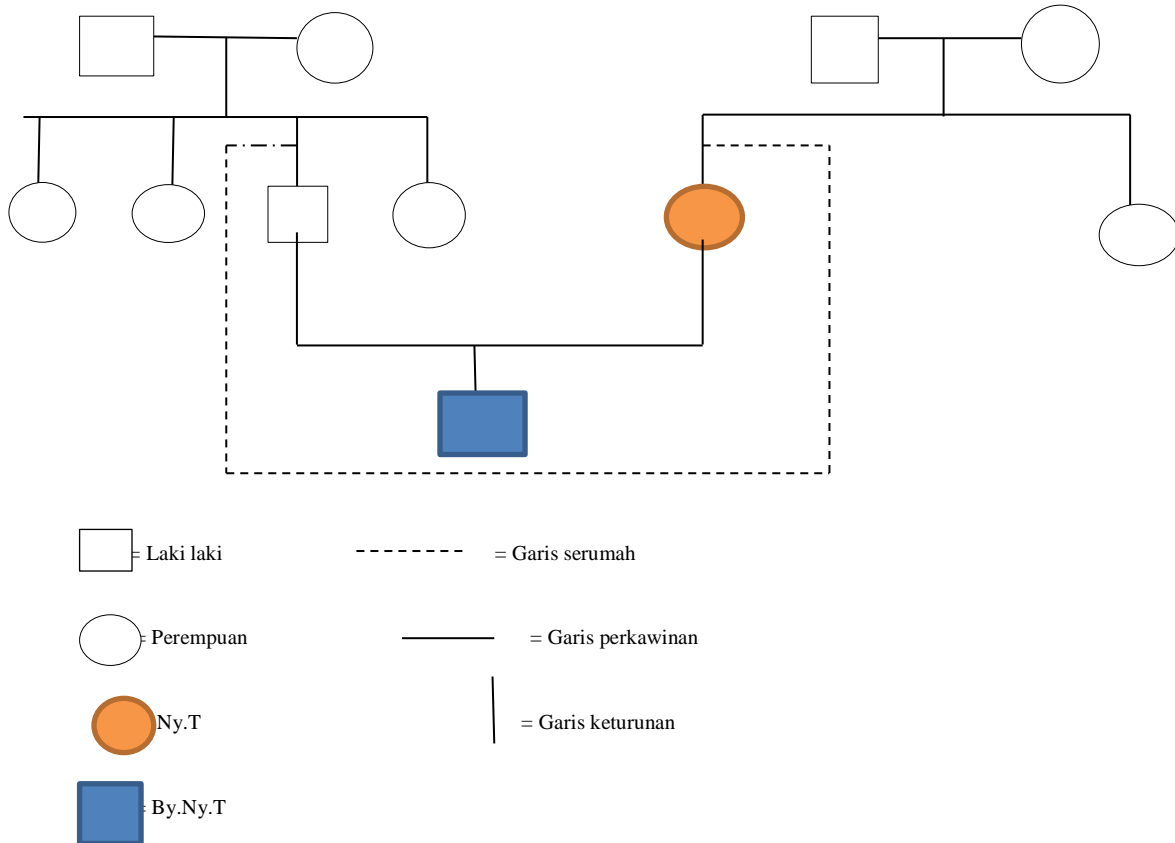 = Laki laki
= Garis serumah
= Perempuan
= Garis perkawinan
Ny.T
= Garis keturunan
= By.Ny.T